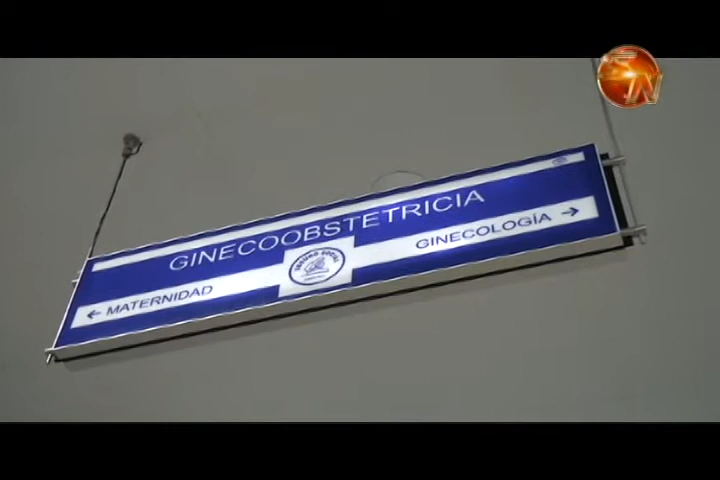 GINECOOBSTETRICIA
← MATERNIDAD
GINECOLOGÍA →